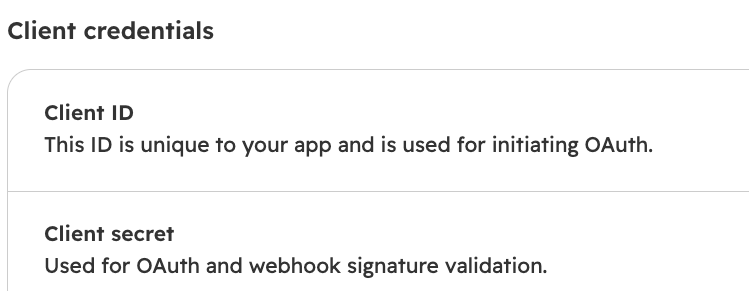 Client credentials
Client ID
This ID is unique to your app and is used for initiating OAuth.
Client secret
Used for OAuth and webhook signature validation.